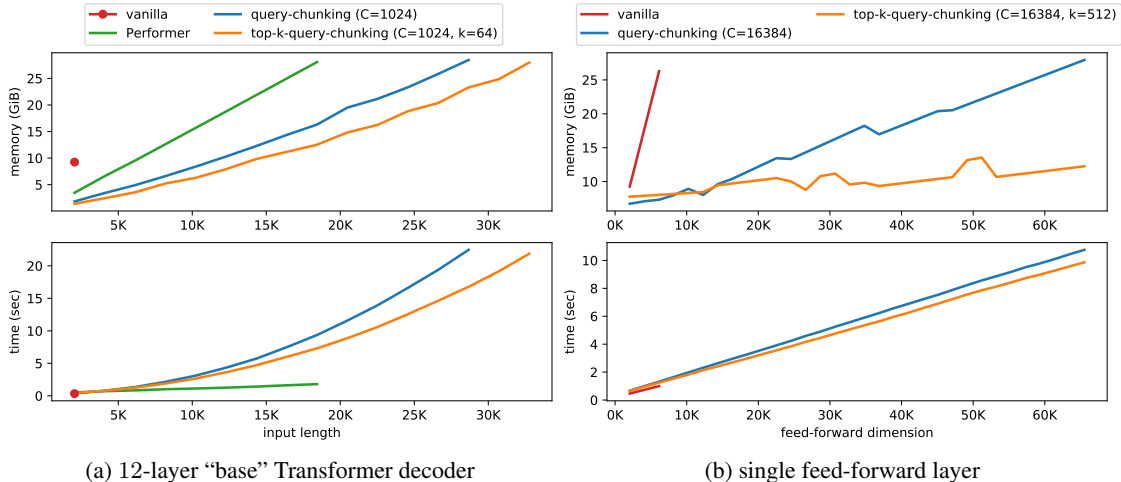 vanilla
Performer
query-chunking (C=1024)
top-k-query-chunking (C=1024, k=64)
memory (GiB)
25
20
15
10
5
5K 10K 15K 20K 25K 30K
time (sec)
20
15
10
5
0
5K 10K 15K 20K 25K 30K
input length
(a) 12-layer “base” Transformer decoder
vanilla
query-chunking (C=16384)
top-k-query-chunking (C=16384, k=512)
memory (GiB)
25
20
15
10
0K 10K 20K 30K 40K 50K 60K
time (sec)
10
8
6
4
2
0
0K 10K 20K 30K 40K 50K 60K
feed-forward dimension
(b) single feed-forward layer